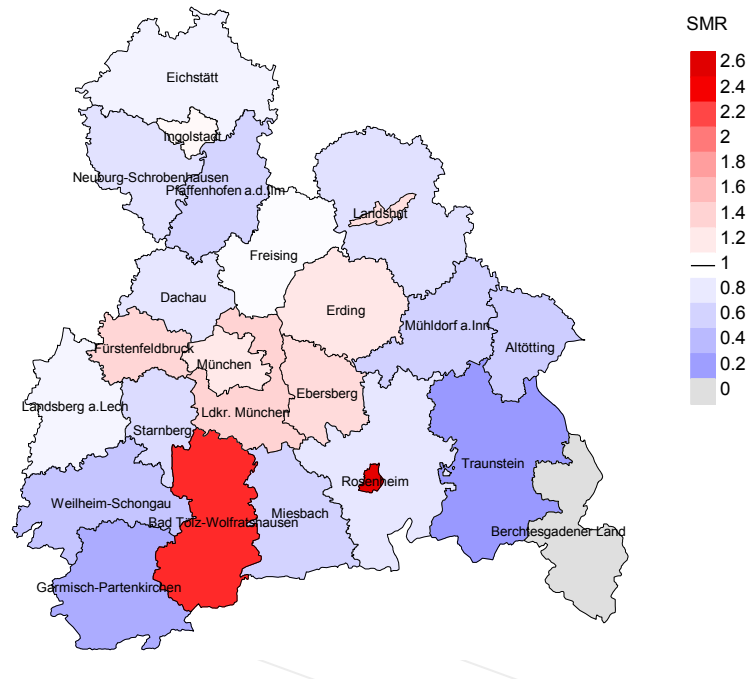 SMR
2.6
2.4
2.2
2
1.8
1.6
1.4
1.2
1
0.8
0.6
0.4
0.2
0
Eichstätt
Ingolstadt
Neuburg-Schrobenhausen
Pfaffenhofen a.d.Ilm
Landshut
Freising
Dachau
Erding
Mühldorf a.Inn
Altötting
Fürstenfeldbruck
München
Ebersberg
Landsberg a.Lech
Ldkr. München
Starnberg
Traunstein
Rosenheim
Weilheim-Schongau
Miesbach
Bad Tölz-Wolfratshausen
Berchtesgadener Land
Garmisch-Partenkirchen